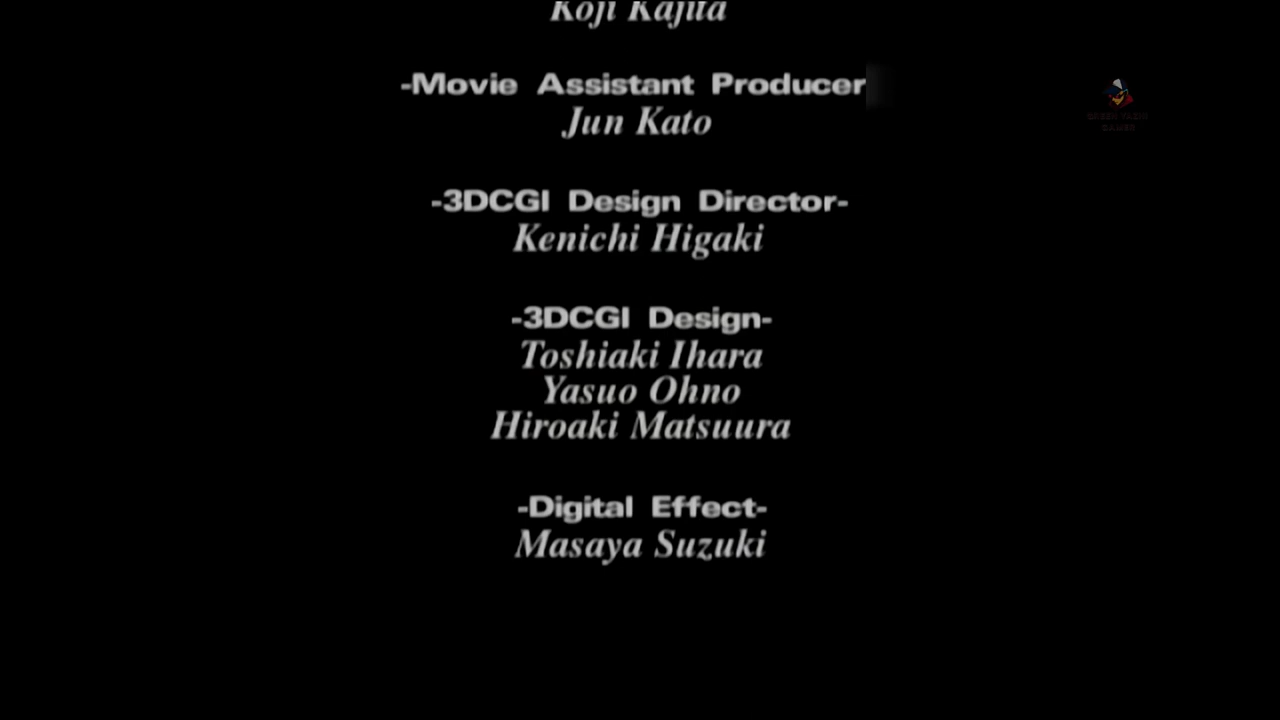 Koji Kajita
-Movie Assistant Producer
Jun Kato
-3DCGI Design Director-
Kenichi Higaki
-3DCGI Design-
Toshiaki Ihara
Yasuo Ohno
Hiroaki Matsuura
-Digital Effect-
Masaya Suzuki
GAMES